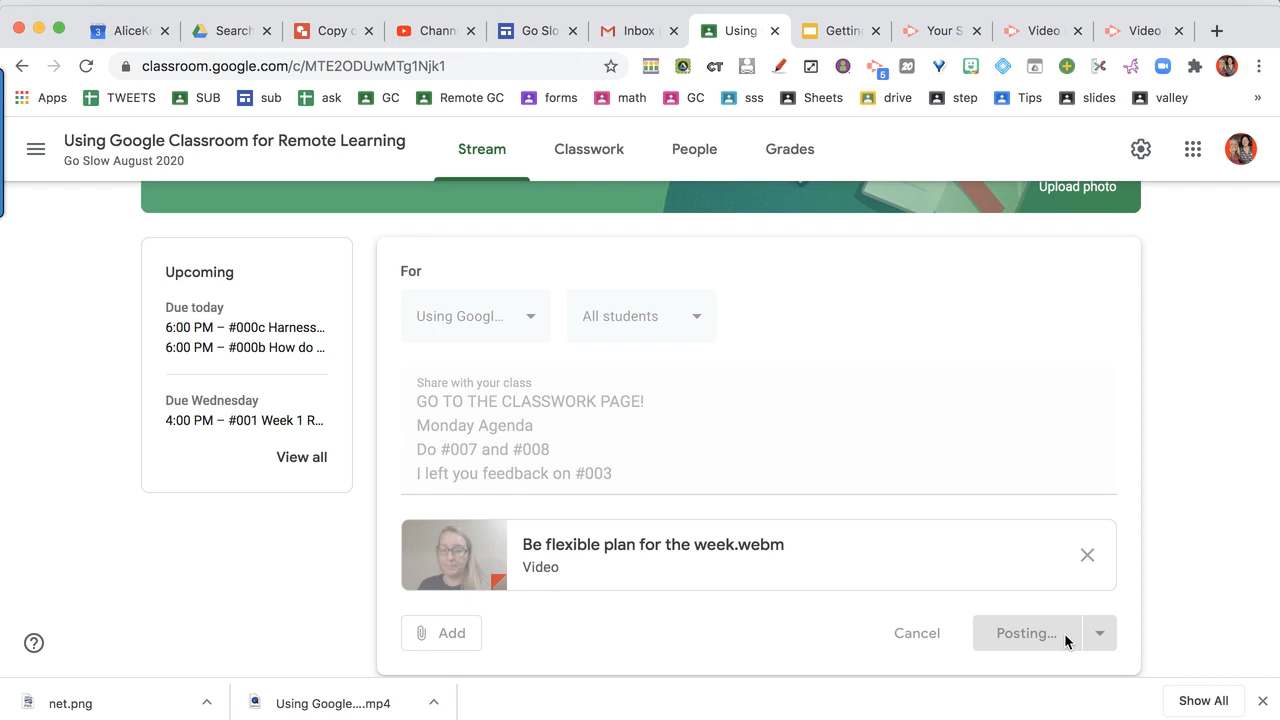 AliceK
Search
Copy
Chann
Go Slo
Inbox
Using
Gettin
Your S
Video
Video
classroom.google.com/c/MTE2ODUwMTg1Njk1
CT
5
20
Apps
TWEETS
SUB
sub
ask
GC
Remote GC
forms
math
GC
sss
Sheets
drive
step
Tips
slides
valley
»
Using Google Classroom for Remote Learning
Go Slow August 2020
Stream
Classwork
People
Grades
Upload photo
Upcoming
Due today
6:00 PM – #000c Harness...
6:00 PM – #000b How do ...
Due Wednesday
4:00 PM – #001 Week 1 R...
View all
For
Using Googl...
All students
Share with your class
GO TO THE CLASSWORK PAGE!
Monday Agenda
Do #007 and #008
I left you feedback on #003
Be flexible plan for the week.webm
Video
Add
Cancel
Posting...
net.png
Using Google....mp4
Show All